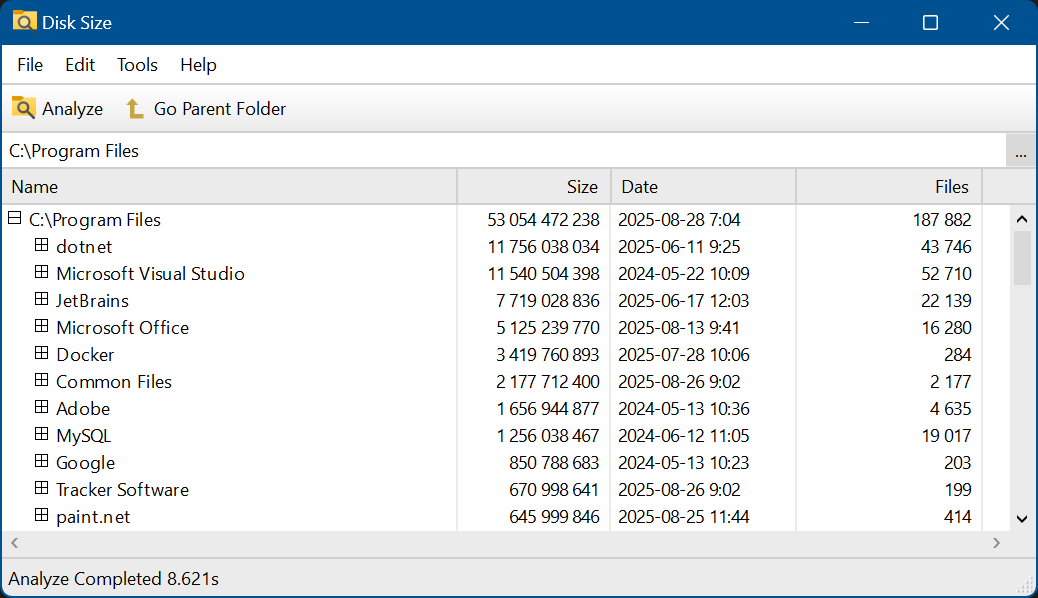 Disk Size
File Edit Tools Help
Analyze Go Parent Folder
C:\Program Files ...
Name Size Date Files
C:\Program Files 53 054 472 238 2025-08-28 7:04 187 882
dotnet 11 756 038 034 2025-06-11 9:25 43 746
Microsoft Visual Studio 11 540 504 398 2024-05-22 10:09 52 710
JetBrains 7 719 028 836 2025-06-17 12:03 22 139
Microsoft Office 5 125 239 770 2025-08-13 9:41 16 280
Docker 3 419 760 893 2025-07-28 10:06 284
Common Files 2 177 712 400 2025-08-26 9:02 2 177
Adobe 1 656 944 877 2024-05-13 10:36 4 635
MySQL 1 256 038 467 2024-06-12 11:05 19 017
Google 850 788 683 2024-05-13 10:23 203
Tracker Software 670 998 641 2025-08-26 9:02 199
paint.net 645 999 846 2025-08-25 11:44 414
Analyze Completed 8.621s